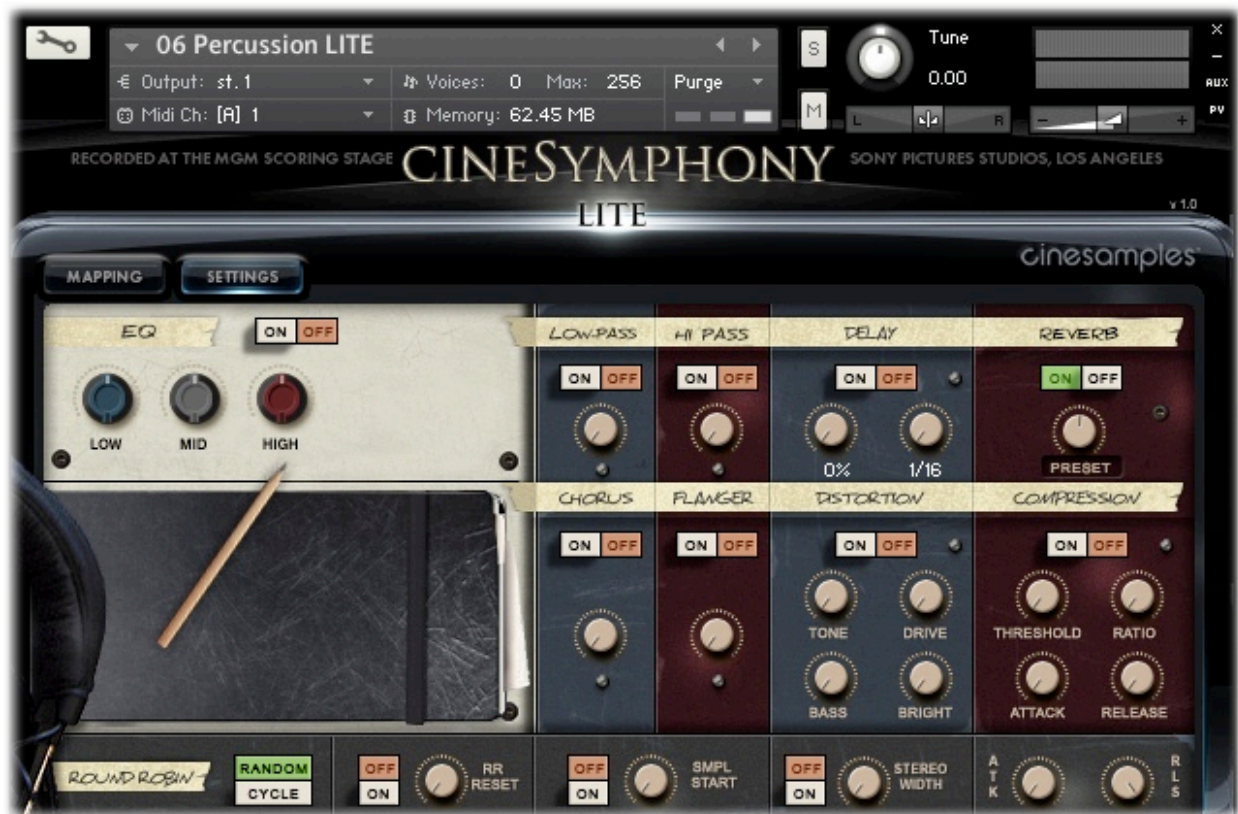 06 Percussion LITE
S
Tune
×
–
Output: st. 1
Voices: 0 Max: 256
Purge
0.00
AUX
Midi Ch: [A] 1
Memory: 62.45 MB
M
L
R
–
+
PV
RECORDED AT THE MGM SCORING STAGE
CINESYMPHONY
SONY PICTURES STUDIOS, LOS ANGELES
LITE
v 1.0
cinesamples
MAPPING
SETTINGS
EQ
ON OFF
LOW-PASS
HI PASS
DELAY
REVERB
ON OFF
ON OFF
ON OFF
ON OFF
LOW
MID
HIGH
0%
1/16
PRESET
CHORUS
FLANGER
DISTORTION
COMPRESSION
ON OFF
ON OFF
ON OFF
ON OFF
TONE
DRIVE
THRESHOLD
RATIO
BASS
BRIGHT
ATTACK
RELEASE
ROUND ROBIN
RANDOM
CYCLE
OFF
ON
RR
RESET
OFF
ON
SMPL
START
OFF
ON
STEREO
WIDTH
ATK
RLS